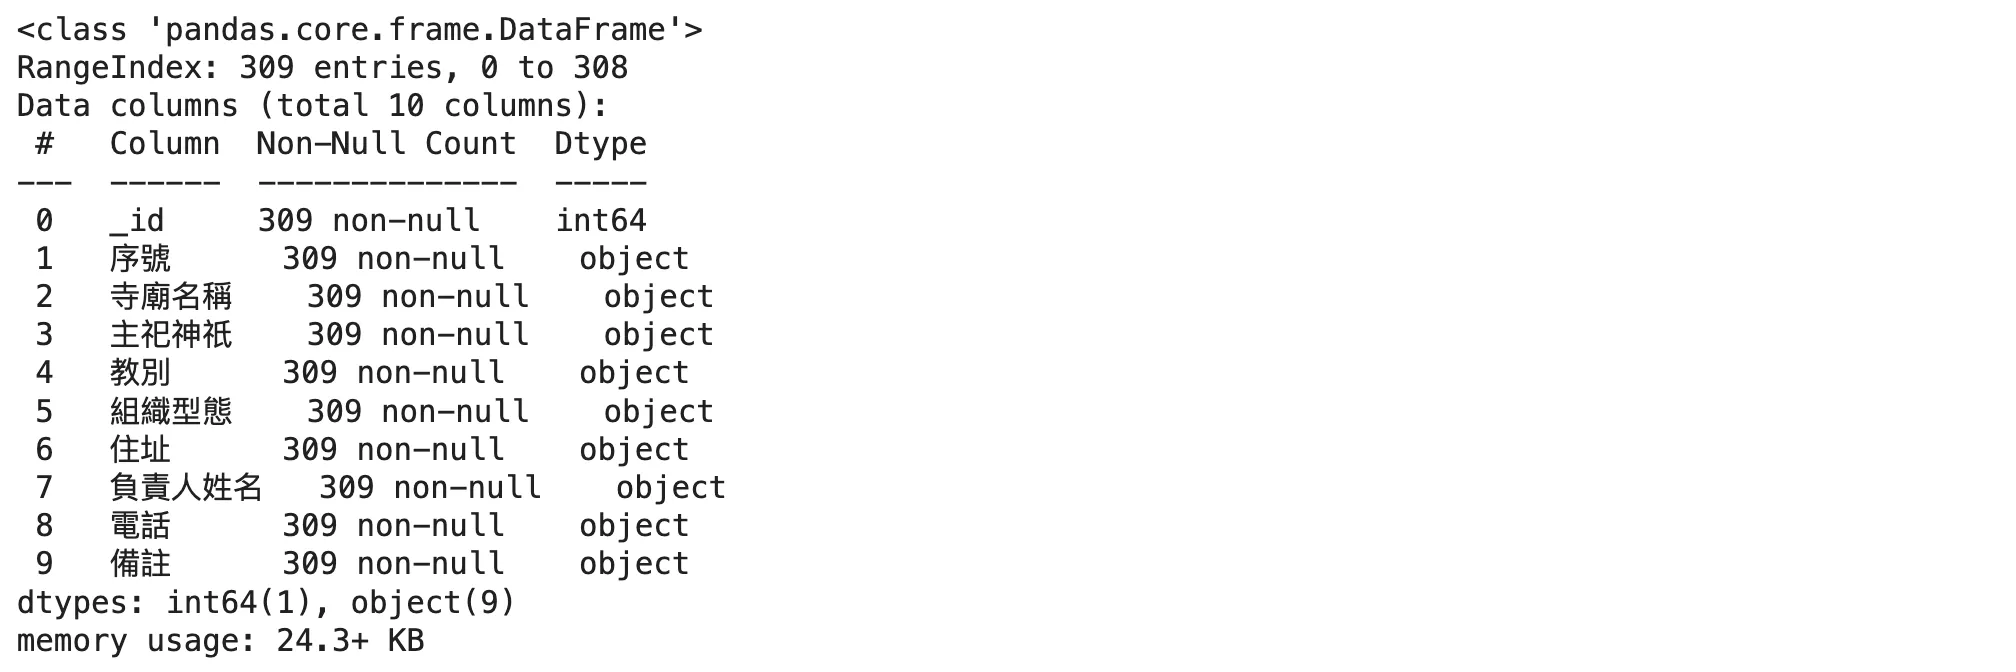 <class 'pandas.core.frame.DataFrame'>
RangeIndex: 309 entries, 0 to 308
Data columns (total 10 columns):
 #   Column  Non-Null Count  Dtype
---  ------  --------------  -----
 0   _id     309 non-null    int64
 1   序號      309 non-null    object
 2   寺廟名稱    309 non-null    object
 3   主祀神祇    309 non-null    object
 4   教別      309 non-null    object
 5   組織型態    309 non-null    object
 6   住址      309 non-null    object
 7   負責人姓名   309 non-null    object
 8   電話      309 non-null    object
 9   備註      309 non-null    object
dtypes: int64(1), object(9)
memory usage: 24.3+ KB